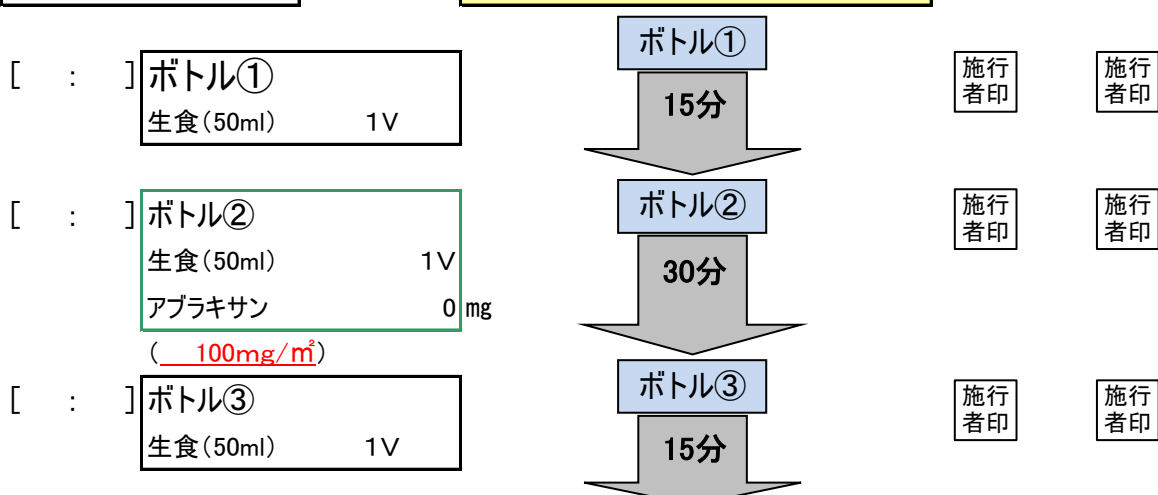 ボトル①
[ : ] ボトル① 15分 施行者印 施行者印
生食(50ml) 1V
ボトル②
[ : ] ボトル② 施行者印 施行者印
生食(50ml) 1V 30分
アブラキサン 0 mg
( 100mg/㎡)
ボトル③
[ : ] ボトル③ 施行者印 施行者印
生食(50ml) 1V 15分